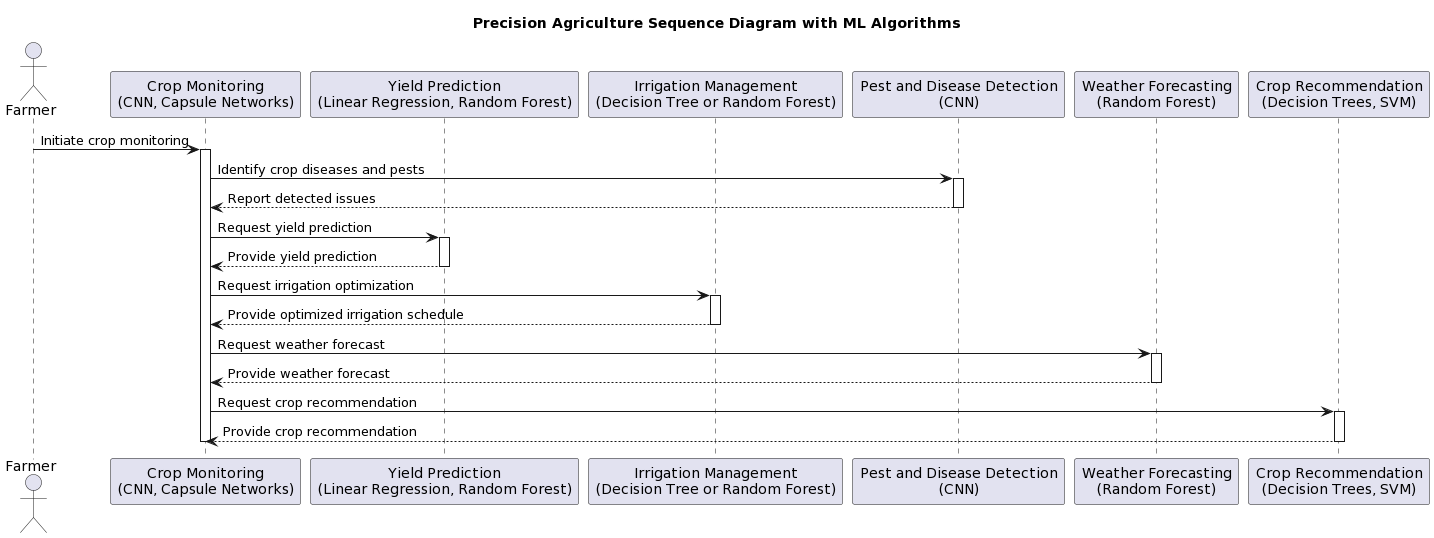 Precision Agriculture Sequence Diagram with ML Algorithms
Farmer
Crop Monitoring
(CNN, Capsule Networks)
Yield Prediction
(Linear Regression, Random Forest)
Irrigation Management
(Decision Tree or Random Forest)
Pest and Disease Detection
(CNN)
Weather Forecasting
(Random Forest)
Crop Recommendation
(Decision Trees, SVM)
Initiate crop monitoring
Identify crop diseases and pests
Report detected issues
Request yield prediction
Provide yield prediction
Request irrigation optimization
Provide optimized irrigation schedule
Request weather forecast
Provide weather forecast
Request crop recommendation
Provide crop recommendation
Farmer
Crop Monitoring
(CNN, Capsule Networks)
Yield Prediction
(Linear Regression, Random Forest)
Irrigation Management
(Decision Tree or Random Forest)
Pest and Disease Detection
(CNN)
Weather Forecasting
(Random Forest)
Crop Recommendation
(Decision Trees, SVM)